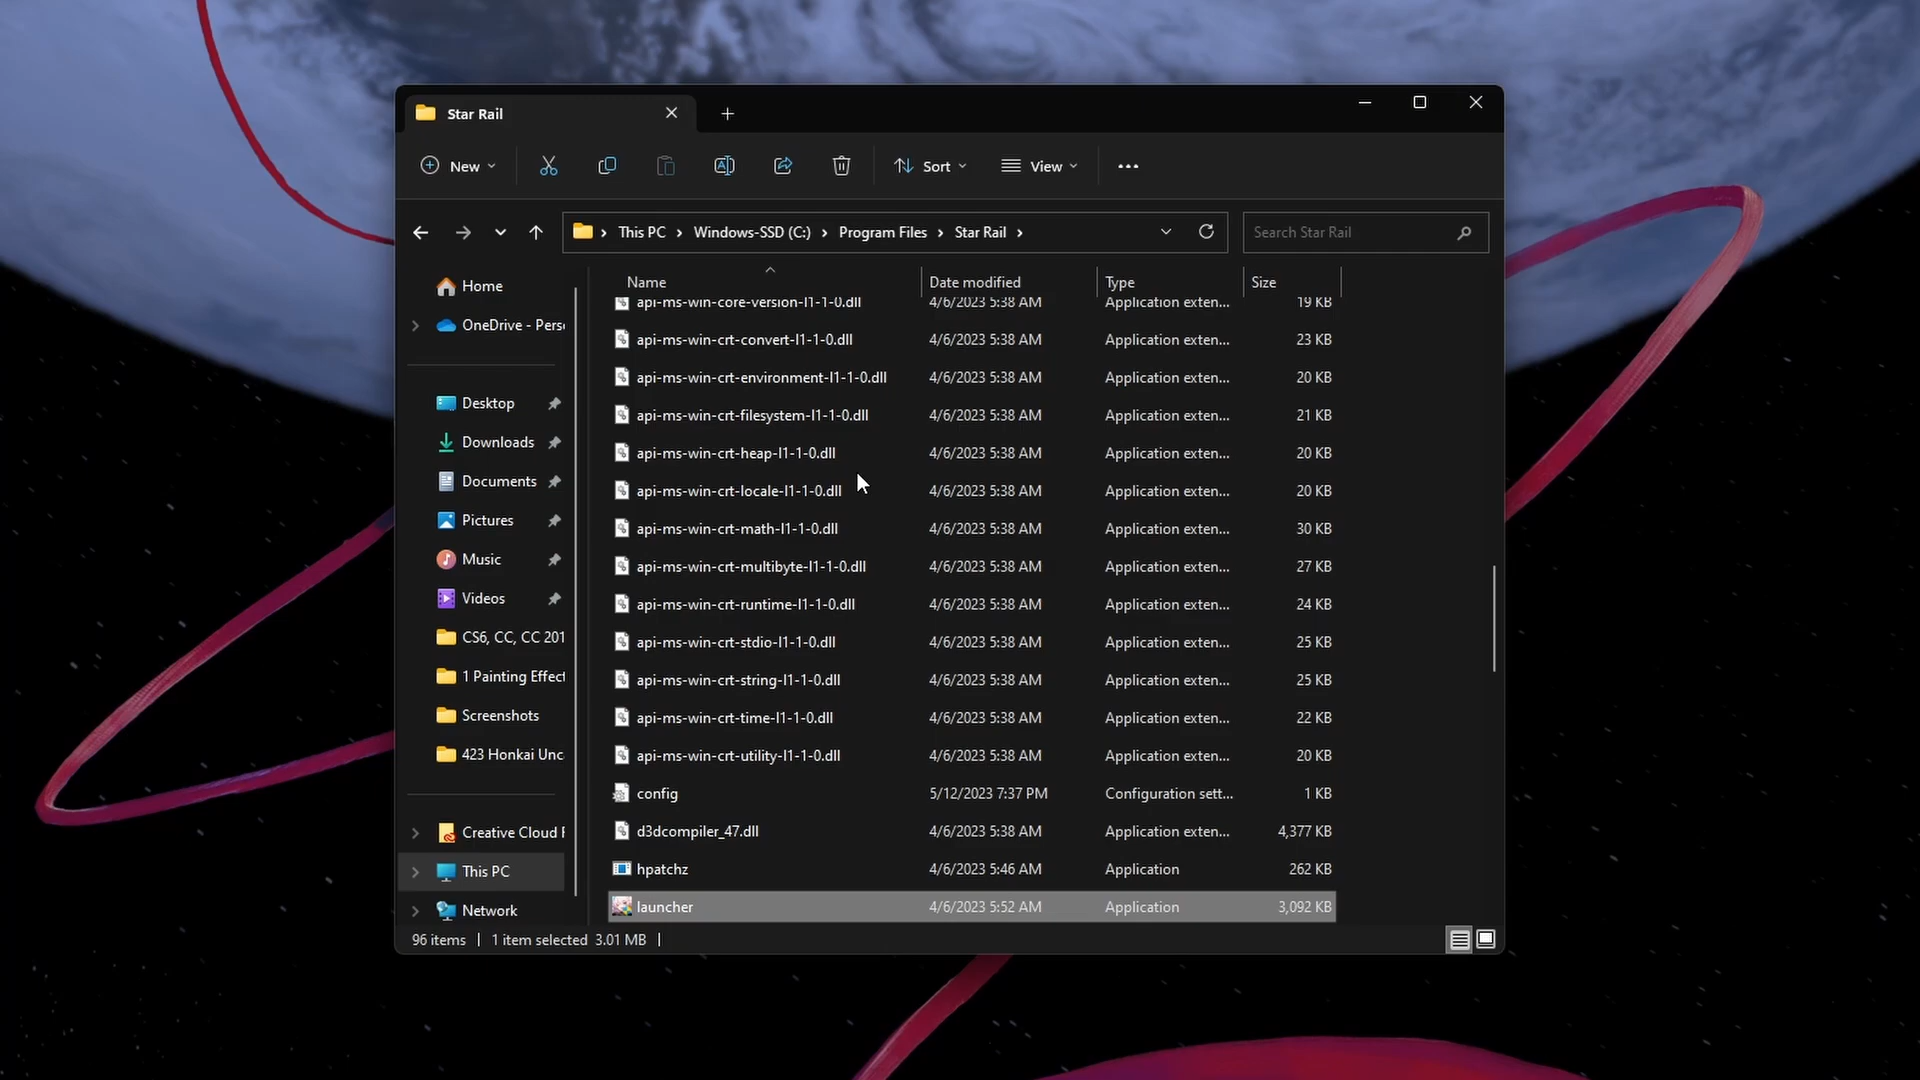 Star Rail
New
Sort
View
This PC > Windows-SSD (C:) > Program Files > Star Rail >
Search Star Rail
Home
OneDrive - Pers
Desktop
Downloads
Documents
Pictures
Music
Videos
CS6, CC, CC 201
1 Painting Effect
Screenshots
423 Honkai Unc
Creative Cloud F
This PC
Network
Name Date modified Type Size
api-ms-win-core-version-l1-1-0.dll 4/6/2023 5:38 AM Application exten... 19 KB
api-ms-win-crt-convert-l1-1-0.dll 4/6/2023 5:38 AM Application exten... 23 KB
api-ms-win-crt-environment-l1-1-0.dll 4/6/2023 5:38 AM Application exten... 20 KB
api-ms-win-crt-filesystem-l1-1-0.dll 4/6/2023 5:38 AM Application exten... 21 KB
api-ms-win-crt-heap-l1-1-0.dll 4/6/2023 5:38 AM Application exten... 20 KB
api-ms-win-crt-locale-l1-1-0.dll 4/6/2023 5:38 AM Application exten... 20 KB
api-ms-win-crt-math-l1-1-0.dll 4/6/2023 5:38 AM Application exten... 30 KB
api-ms-win-crt-multibyte-l1-1-0.dll 4/6/2023 5:38 AM Application exten... 27 KB
api-ms-win-crt-runtime-l1-1-0.dll 4/6/2023 5:38 AM Application exten... 24 KB
api-ms-win-crt-stdio-l1-1-0.dll 4/6/2023 5:38 AM Application exten... 25 KB
api-ms-win-crt-string-l1-1-0.dll 4/6/2023 5:38 AM Application exten... 25 KB
api-ms-win-crt-time-l1-1-0.dll 4/6/2023 5:38 AM Application exten... 22 KB
api-ms-win-crt-utility-l1-1-0.dll 4/6/2023 5:38 AM Application exten... 20 KB
config 5/12/2023 7:37 PM Configuration sett... 1 KB
d3dcompiler_47.dll 4/6/2023 5:38 AM Application exten... 4,377 KB
hpatchz 4/6/2023 5:46 AM Application 262 KB
launcher 4/6/2023 5:52 AM Application 3,092 KB
96 items | 1 item selected 3.01 MB |